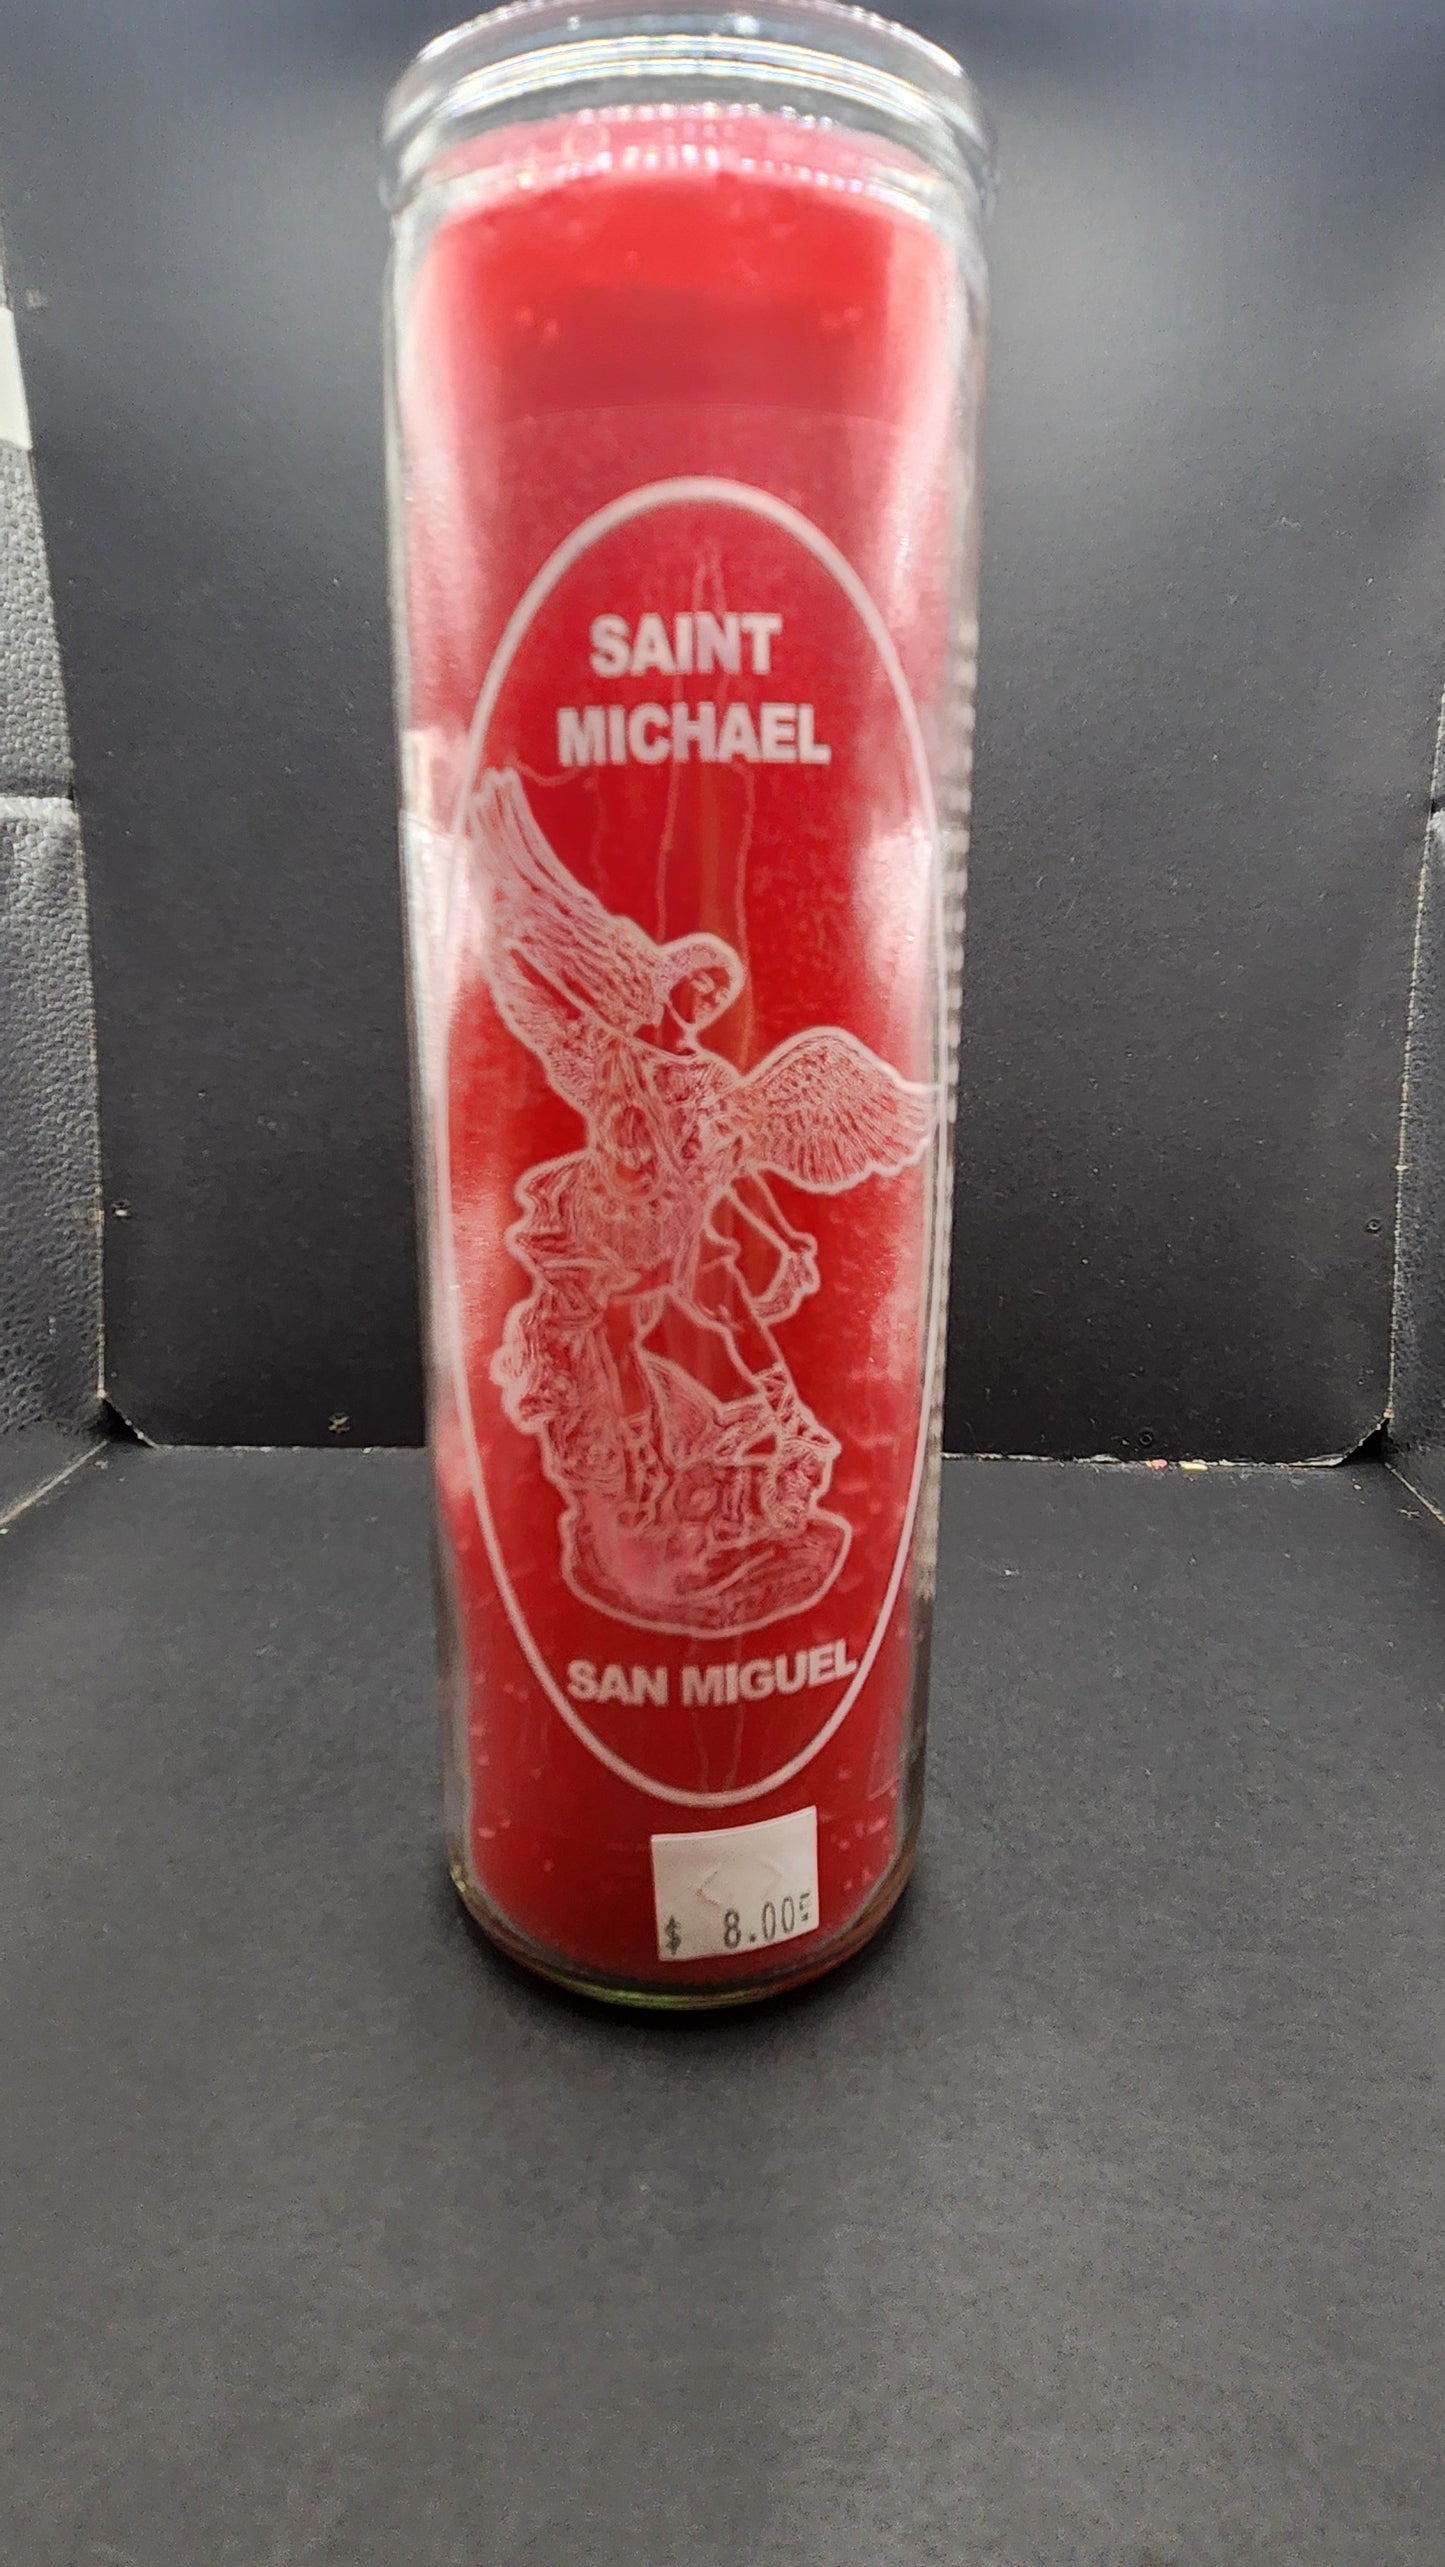 SAINT
MICHAEL
SAN MIGUEL
$ 8.00